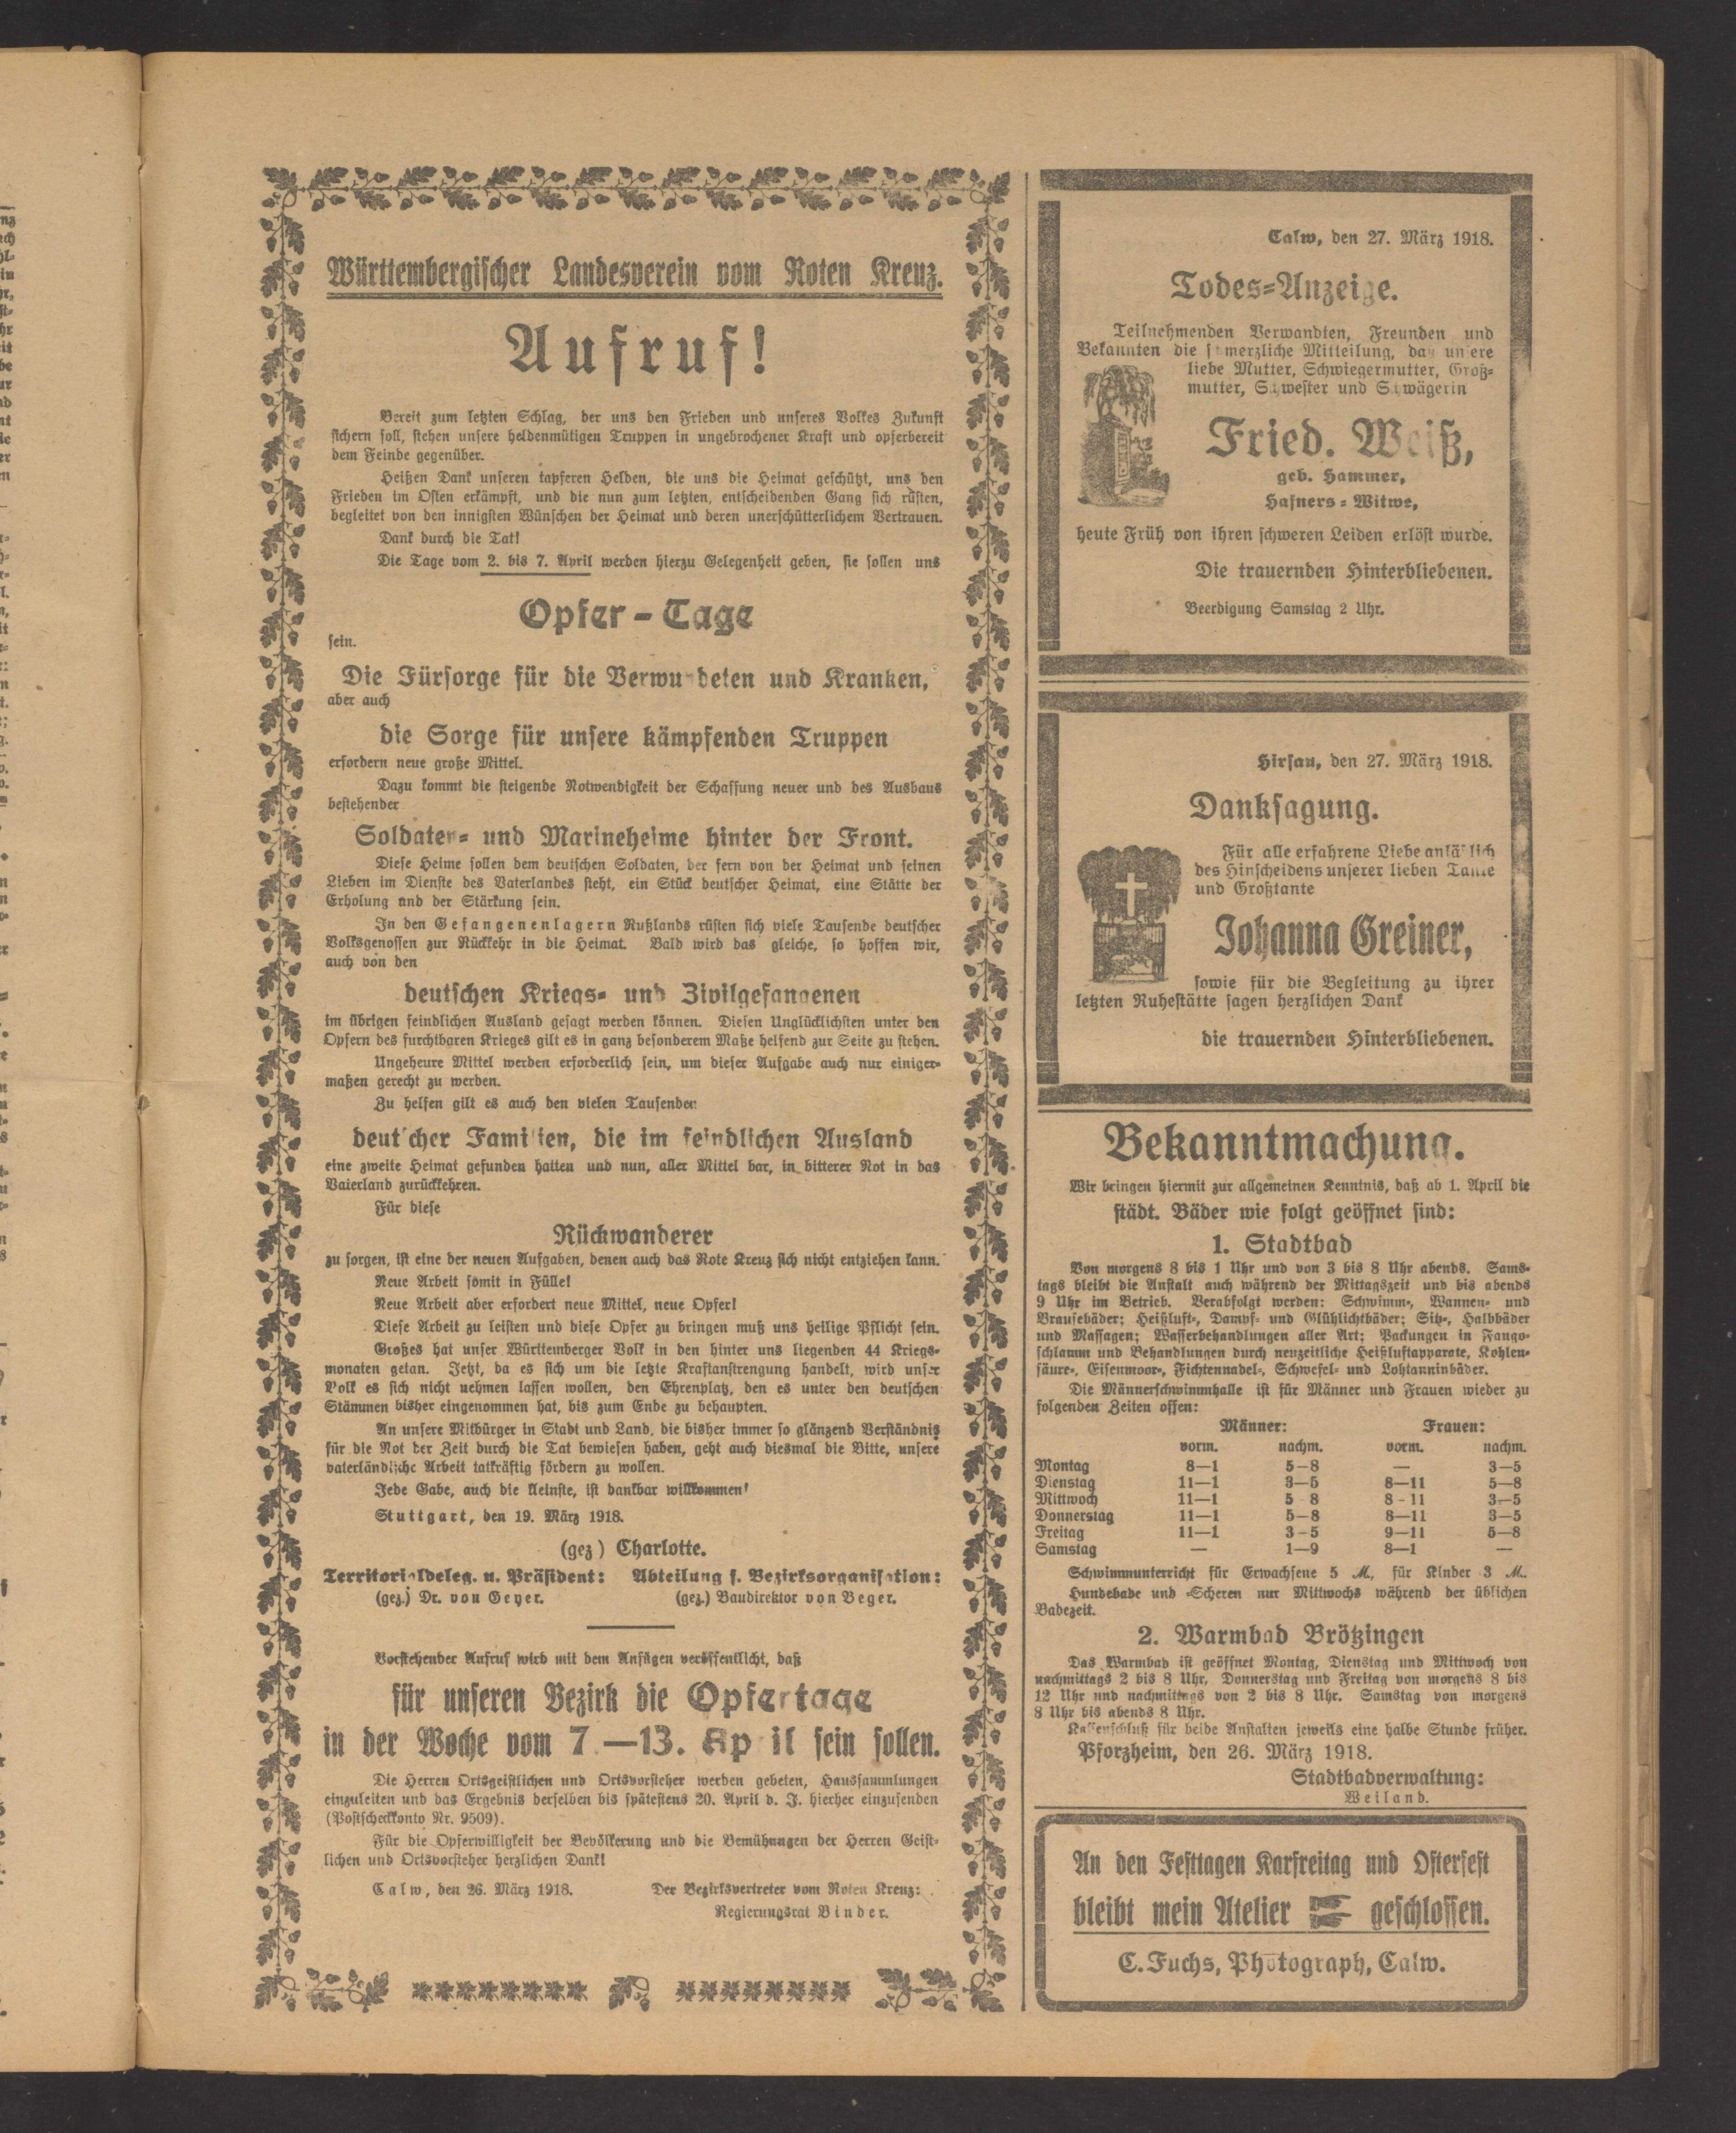 Württembergischer Landesverein vom Roten Kreuz.
Aufruf!
Bereit zum letzten Schlag, der uns den Frieden und unseres Volkes Zukunft
sichern soll, stehen unsere heldenmütigen Truppen in ungebrochener Kraft und opferbereit
dem Feinde gegenüber.
Heißen Dank unseren tapferen Helden, die uns die Heimat geschützt, uns den
Frieden im Osten erkämpft, und die nun zum letzten, entscheidenden Gang sich rüsten,
begleitet von den innigsten Wünschen der Heimat und deren unerschütterlichem Vertrauen.
Dank durch die Tat!
Die Tage vom 2. bis 7. April werden hierzu Gelegenheit geben, sie sollen uns
Opfer-Tage
sein.
Die Fürsorge für die Verwundeten und Kranken,
aber auch
die Sorge für unsere kämpfenden Truppen
erfordern neue große Mittel.
Dazu kommt die steigende Notwendigkeit der Schaffung neuer und des Ausbaus
bestehender
Soldaten- und Marineheime hinter der Front.
Diese Heime sollen dem deutschen Soldaten, der fern von der Heimat und seinen
Lieben im Dienste des Vaterlandes steht, ein Stück deutscher Heimat, eine Stätte der
Erholung und der Stärkung sein.
In den Gefangenenlagern Rußlands rüsten sich viele Tausende deutscher
Volksgenossen zur Rückkehr in die Heimat. Bald wird das gleiche, so hoffen wir,
auch von den
deutschen Kriegs- und Zivilgefangenen
im übrigen feindlichen Ausland gesagt werden können. Diesen Unglücklichsten unter den
Opfern des furchtbaren Krieges gilt es in ganz besonderem Maße helfend zur Seite zu stehen.
Ungeheure Mittel werden erforderlich sein, um dieser Aufgabe auch nur einiger-
maßen gerecht zu werden.
Zu helfen gilt es auch den vielen Tausenden
deutscher Familien, die im feindlichen Ausland
eine zweite Heimat gefunden hatten und nun, aller Mittel bar, in bitterer Not in das
Vaterland zurückkehren.
Für diese
Rückwanderer
zu sorgen, ist eine der neuen Aufgaben, denen auch das Rote Kreuz sich nicht entziehen kann.
Neue Arbeit somit in Fülle!
Neue Arbeit aber erfordert neue Mittel, neue Opfer!
Diese Arbeit zu leisten und diese Opfer zu bringen muß uns heilige Pflicht sein.
Großes hat unser Württemberger Volk in den hinter uns liegenden 44 Kriegs-
monaten getan. Jetzt, da es sich um die letzte Kraftanstrengung handelt, wird unser
Volk es sich nicht nehmen lassen wollen, den Ehrenplatz, den es unter den deutschen
Stämmen bisher eingenommen hat, bis zum Ende zu behaupten.
An unsere Mitbürger in Stadt und Land, die bisher immer so glänzend Verständnis
für die Not der Zeit durch die Tat bewiesen haben, geht auch diesmal die Bitte, unsere
vaterländische Arbeit tatkräftig fördern zu wollen.
Jede Gabe, auch die kleinste, ist dankbar willkommen!
Stuttgart, den 19. März 1918.
(gez) Charlotte.
Territorialdeleg. u. Präsident: Abteilung f. Bezirksorganisation:
(gez.) Dr. von Geyer. (gez.) Baudirektor von Beger.
Vorstehender Aufruf wird mit dem Anfügen veröffentlicht, daß
für unseren Bezirk die Opfertage
in der Woche vom 7.—13. April sein sollen.
Die Herren Ortsgeistlichen und Ortsvorsteher werden gebeten, Haussammlungen
einzuleiten und das Ergebnis derselben bis spätestens 20. April d. J. hierher einzusenden
(Postscheckkonto Nr. 9509).
Für die Opferwilligkeit der Bevölkerung und die Bemühungen der Herren Geist-
lichen und Ortsvorsteher herzlichen Dank!
Calw, den 26. März 1918. Der Bezirksvertreter vom Roten Kreuz:
Regierungsrat Binder.
Calw, den 27. März 1918.
Todes-Anzeige.
Teilnehmenden Verwandten, Freunden und
Bekannten die schmerzliche Mitteilung, daß unsere
liebe Mutter, Schwiegermutter, Groß-
mutter, Schwester und Schwägerin
Fried. Weiß,
geb. Hammer,
Hafners-Witwe,
heute Früh von ihren schweren Leiden erlöst wurde.
Die trauernden Hinterbliebenen.
Beerdigung Samstag 2 Uhr.
Hirsau, den 27. März 1918.
Danksagung.
Für alle erfahrene Liebe anläßlich
des Hinscheidens unserer lieben Tante
und Großtante
Johanna Greiner,
sowie für die Begleitung zu ihrer
letzten Ruhestätte sagen herzlichen Dank
die trauernden Hinterbliebenen.
Bekanntmachung.
Wir bringen hiermit zur allgemeinen Kenntnis, daß ab 1. April die
städt. Bäder wie folgt geöffnet sind:
1. Stadtbad
Von morgens 8 bis 1 Uhr und von 3 bis 8 Uhr abends. Sams-
tags bleibt die Anstalt auch während der Mittagszeit und bis abends
9 Uhr im Betrieb. Verabfolgt werden: Schwimm-, Wannen- und
Brausebäder; Heißluft-, Dampf- und Glühlichtbäder; Sitz-, Halbbäder
und Massagen; Wasserbehandlungen aller Art; Packungen in Fango-
schlamm und Behandlungen durch neuzeitliche Heißluftapparate, Kohlen-
säure-, Eisenmoor-, Fichtennadel-, Schwefel- und Lohtanninbäder.
Die Männerschwimmhalle ist für Männer und Frauen wieder zu
folgenden Zeiten offen:
Männer: Frauen:
vorm. nachm. vorm. nachm.
Montag 8—1 5—8 — 3—5
Dienstag 11—1 3—5 8—11 5—8
Mittwoch 11—1 5 8 8-11 3—5
Donnerstag 11—1 5—8 8—11 3—5
Freitag 11—1 3-5 9—11 5—8
Samstag — 1—9 8—1 —
Schwimmunterricht für Erwachsene 5 M., für Kinder 3 M.
Hundebade und -Scheren nur Mittwochs während der üblichen
Badezeit.
2. Warmbad Brötzingen
Das Warmbad ist geöffnet Montag, Dienstag und Mittwoch von
nachmittags 2 bis 8 Uhr, Donnerstag und Freitag von morgens 8 bis
12 Uhr und nachmittags von 2 bis 8 Uhr. Samstag von morgens
8 Uhr bis abends 8 Uhr.
Kassenschluß für beide Anstalten jeweils eine halbe Stunde früher.
Pforzheim, den 26. März 1918.
Stadtbadverwaltung:
Weiland.
An den Festtagen Karfreitag und Osterfest
bleibt mein Atelier geschlossen.
C. Fuchs, Photograph, Calw.